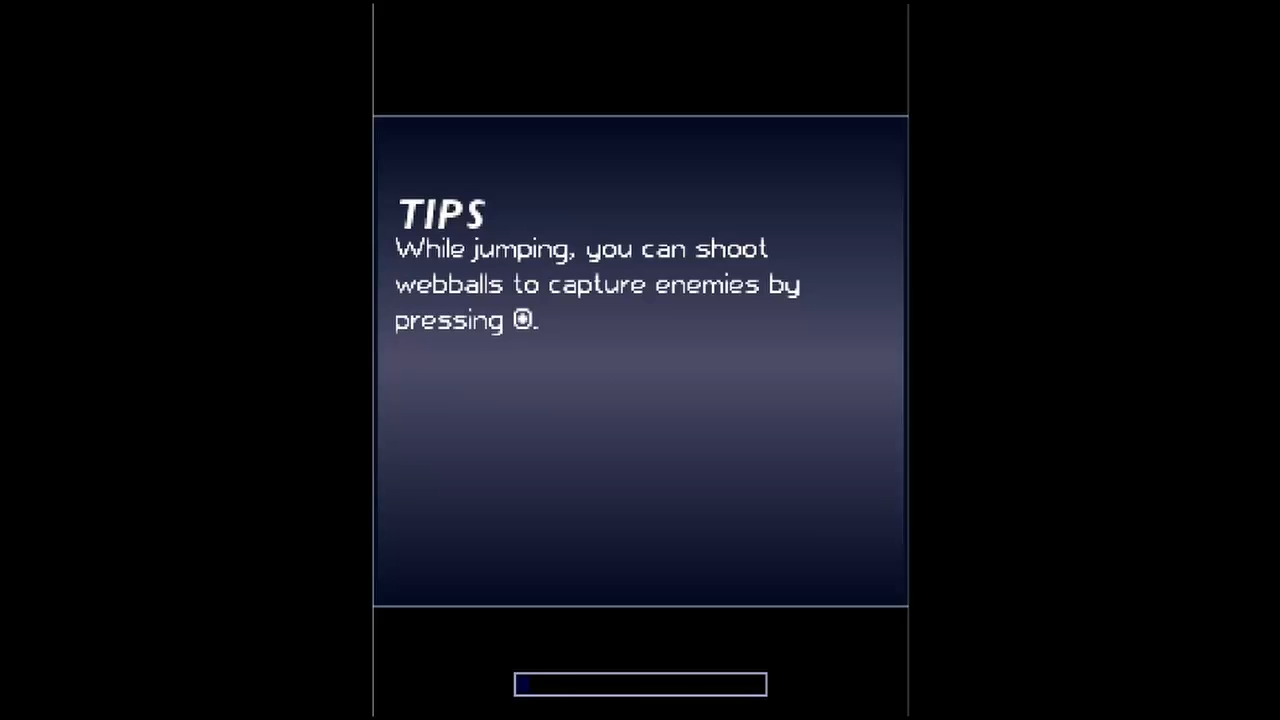 TIPS
While jumping, you can shoot
webballs to capture enemies by
pressing ⦿.